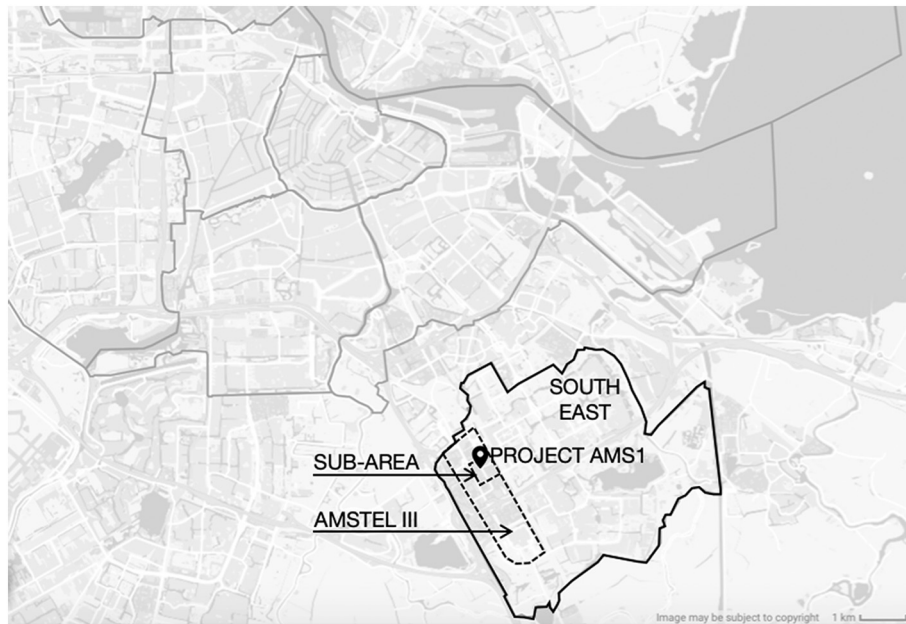 SOUTH
EAST
PROJECT AMS1
SUB-AREA
AMSTEL III
Image may be subject to copyright 1 km